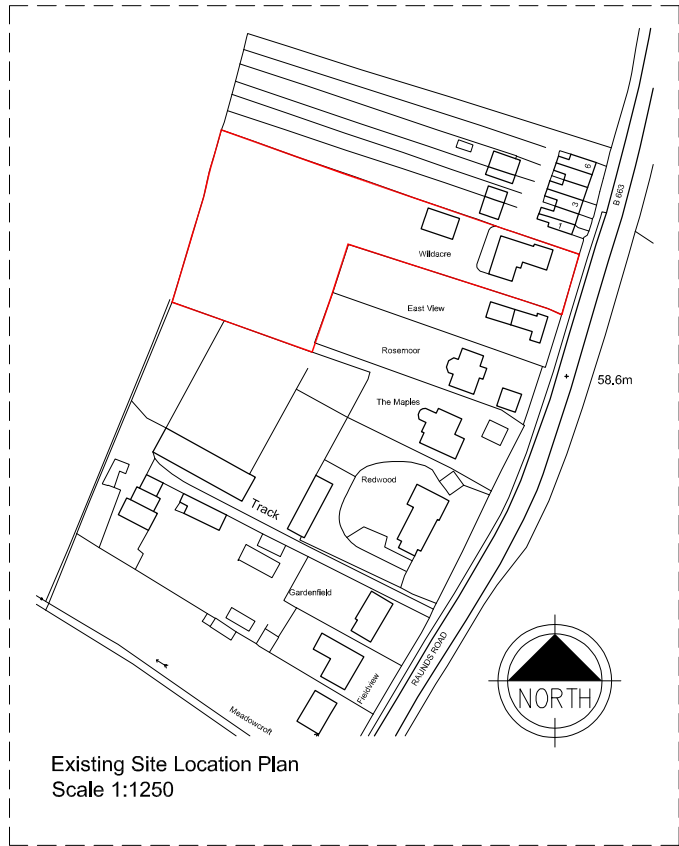 6
3
1
B 663
Wildacre
East View
Rosemoor
58.6m
The Maples
Redwood
Track
Gardenfield
RAUNDS ROAD
Fieldview
NORTH
Meadowcroft
Existing Site Location Plan
Scale 1:1250